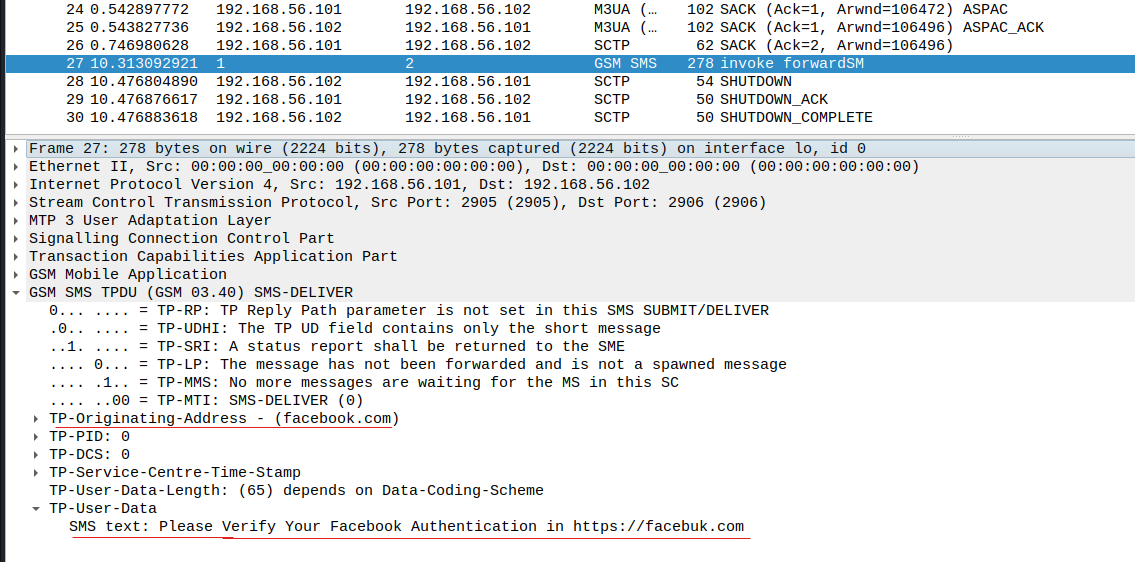 24 0.542897772 192.168.56.101 192.168.56.102 M3UA (… 102 SACK (Ack=1, Arwnd=106472) ASPAC
25 0.543827736 192.168.56.102 192.168.56.101 M3UA (… 102 SACK (Ack=1, Arwnd=106496) ASPAC_ACK
26 0.746980628 192.168.56.101 192.168.56.102 SCTP 62 SACK (Ack=2, Arwnd=106496)
27 10.313092921 1 2 GSM SMS 278 invoke forwardSM
28 10.476804890 192.168.56.102 192.168.56.101 SCTP 54 SHUTDOWN
29 10.476876617 192.168.56.101 192.168.56.102 SCTP 50 SHUTDOWN_ACK
30 10.476883618 192.168.56.102 192.168.56.101 SCTP 50 SHUTDOWN_COMPLETE
Frame 27: 278 bytes on wire (2224 bits), 278 bytes captured (2224 bits) on interface lo, id 0
Ethernet II, Src: 00:00:00_00:00:00 (00:00:00:00:00:00), Dst: 00:00:00_00:00:00 (00:00:00:00:00:00)
Internet Protocol Version 4, Src: 192.168.56.101, Dst: 192.168.56.102
Stream Control Transmission Protocol, Src Port: 2905 (2905), Dst Port: 2906 (2906)
MTP 3 User Adaptation Layer
Signalling Connection Control Part
Transaction Capabilities Application Part
GSM Mobile Application
GSM SMS TPDU (GSM 03.40) SMS-DELIVER
0... .... = TP-RP: TP Reply Path parameter is not set in this SMS SUBMIT/DELIVER
.0.. .... = TP-UDHI: The TP UD field contains only the short message
..1. .... = TP-SRI: A status report shall be returned to the SME
.... 0... = TP-LP: The message has not been forwarded and is not a spawned message
.... .1.. = TP-MMS: No more messages are waiting for the MS in this SC
.... ..00 = TP-MTI: SMS-DELIVER (0)
TP-Originating-Address - (facebook.com)
TP-PID: 0
TP-DCS: 0
TP-Service-Centre-Time-Stamp
TP-User-Data-Length: (65) depends on Data-Coding-Scheme
TP-User-Data
SMS text: Please Verify Your Facebook Authentication in https://facebuk.com